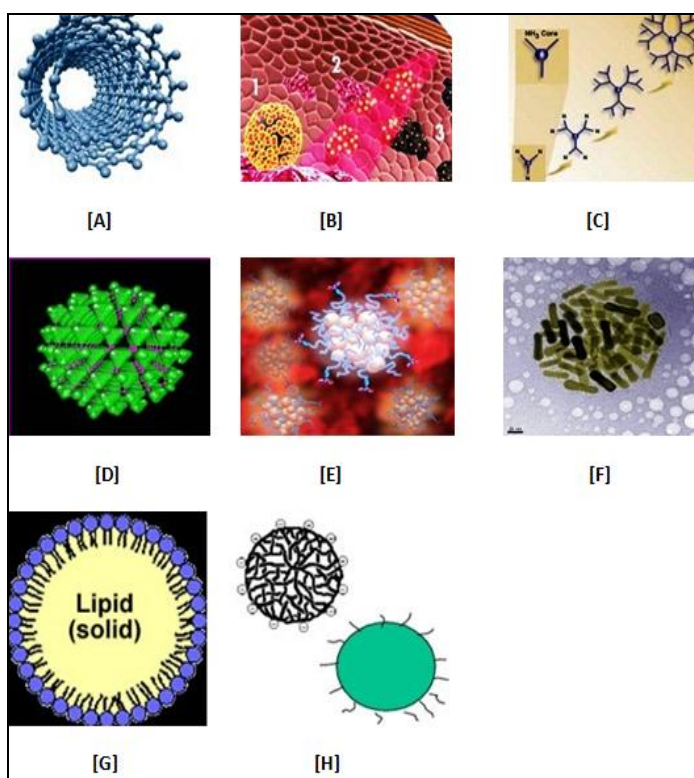 1
2
3
NH3 Core
[A]
[B]
[C]
[D]
[E]
[F]
Lipid
(solid)
[G]
[H]